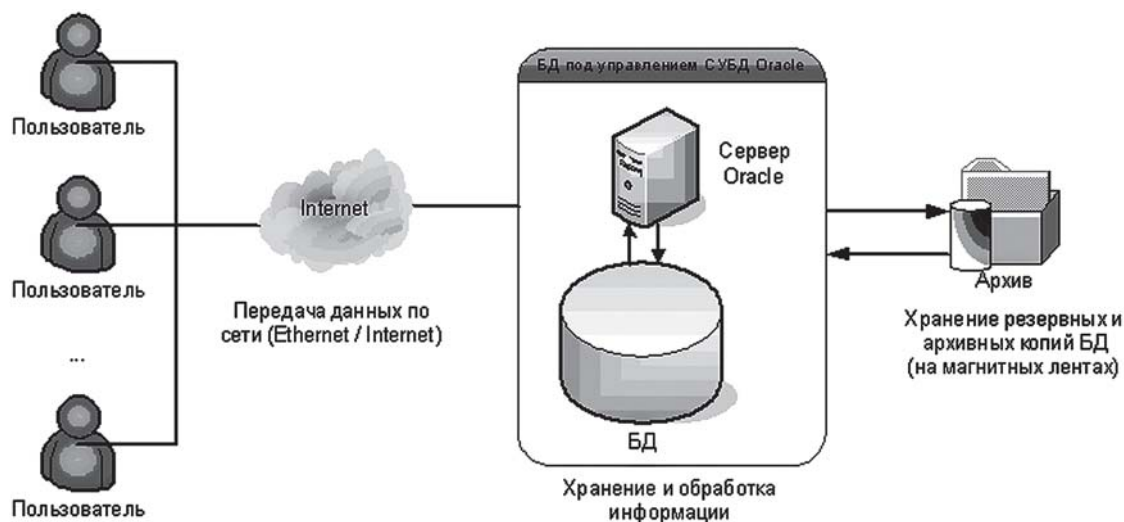 Пользователь
Пользователь
...
Пользователь
Internet
Передача данных по
сети (Ethernet / Internet)
БД под управлением СУБД Oracle
Сервер
Oracle
БД
Хранение и обработка
информации
Архив
Хранение резервных и
архивных копий БД
(на магнитных лентах)